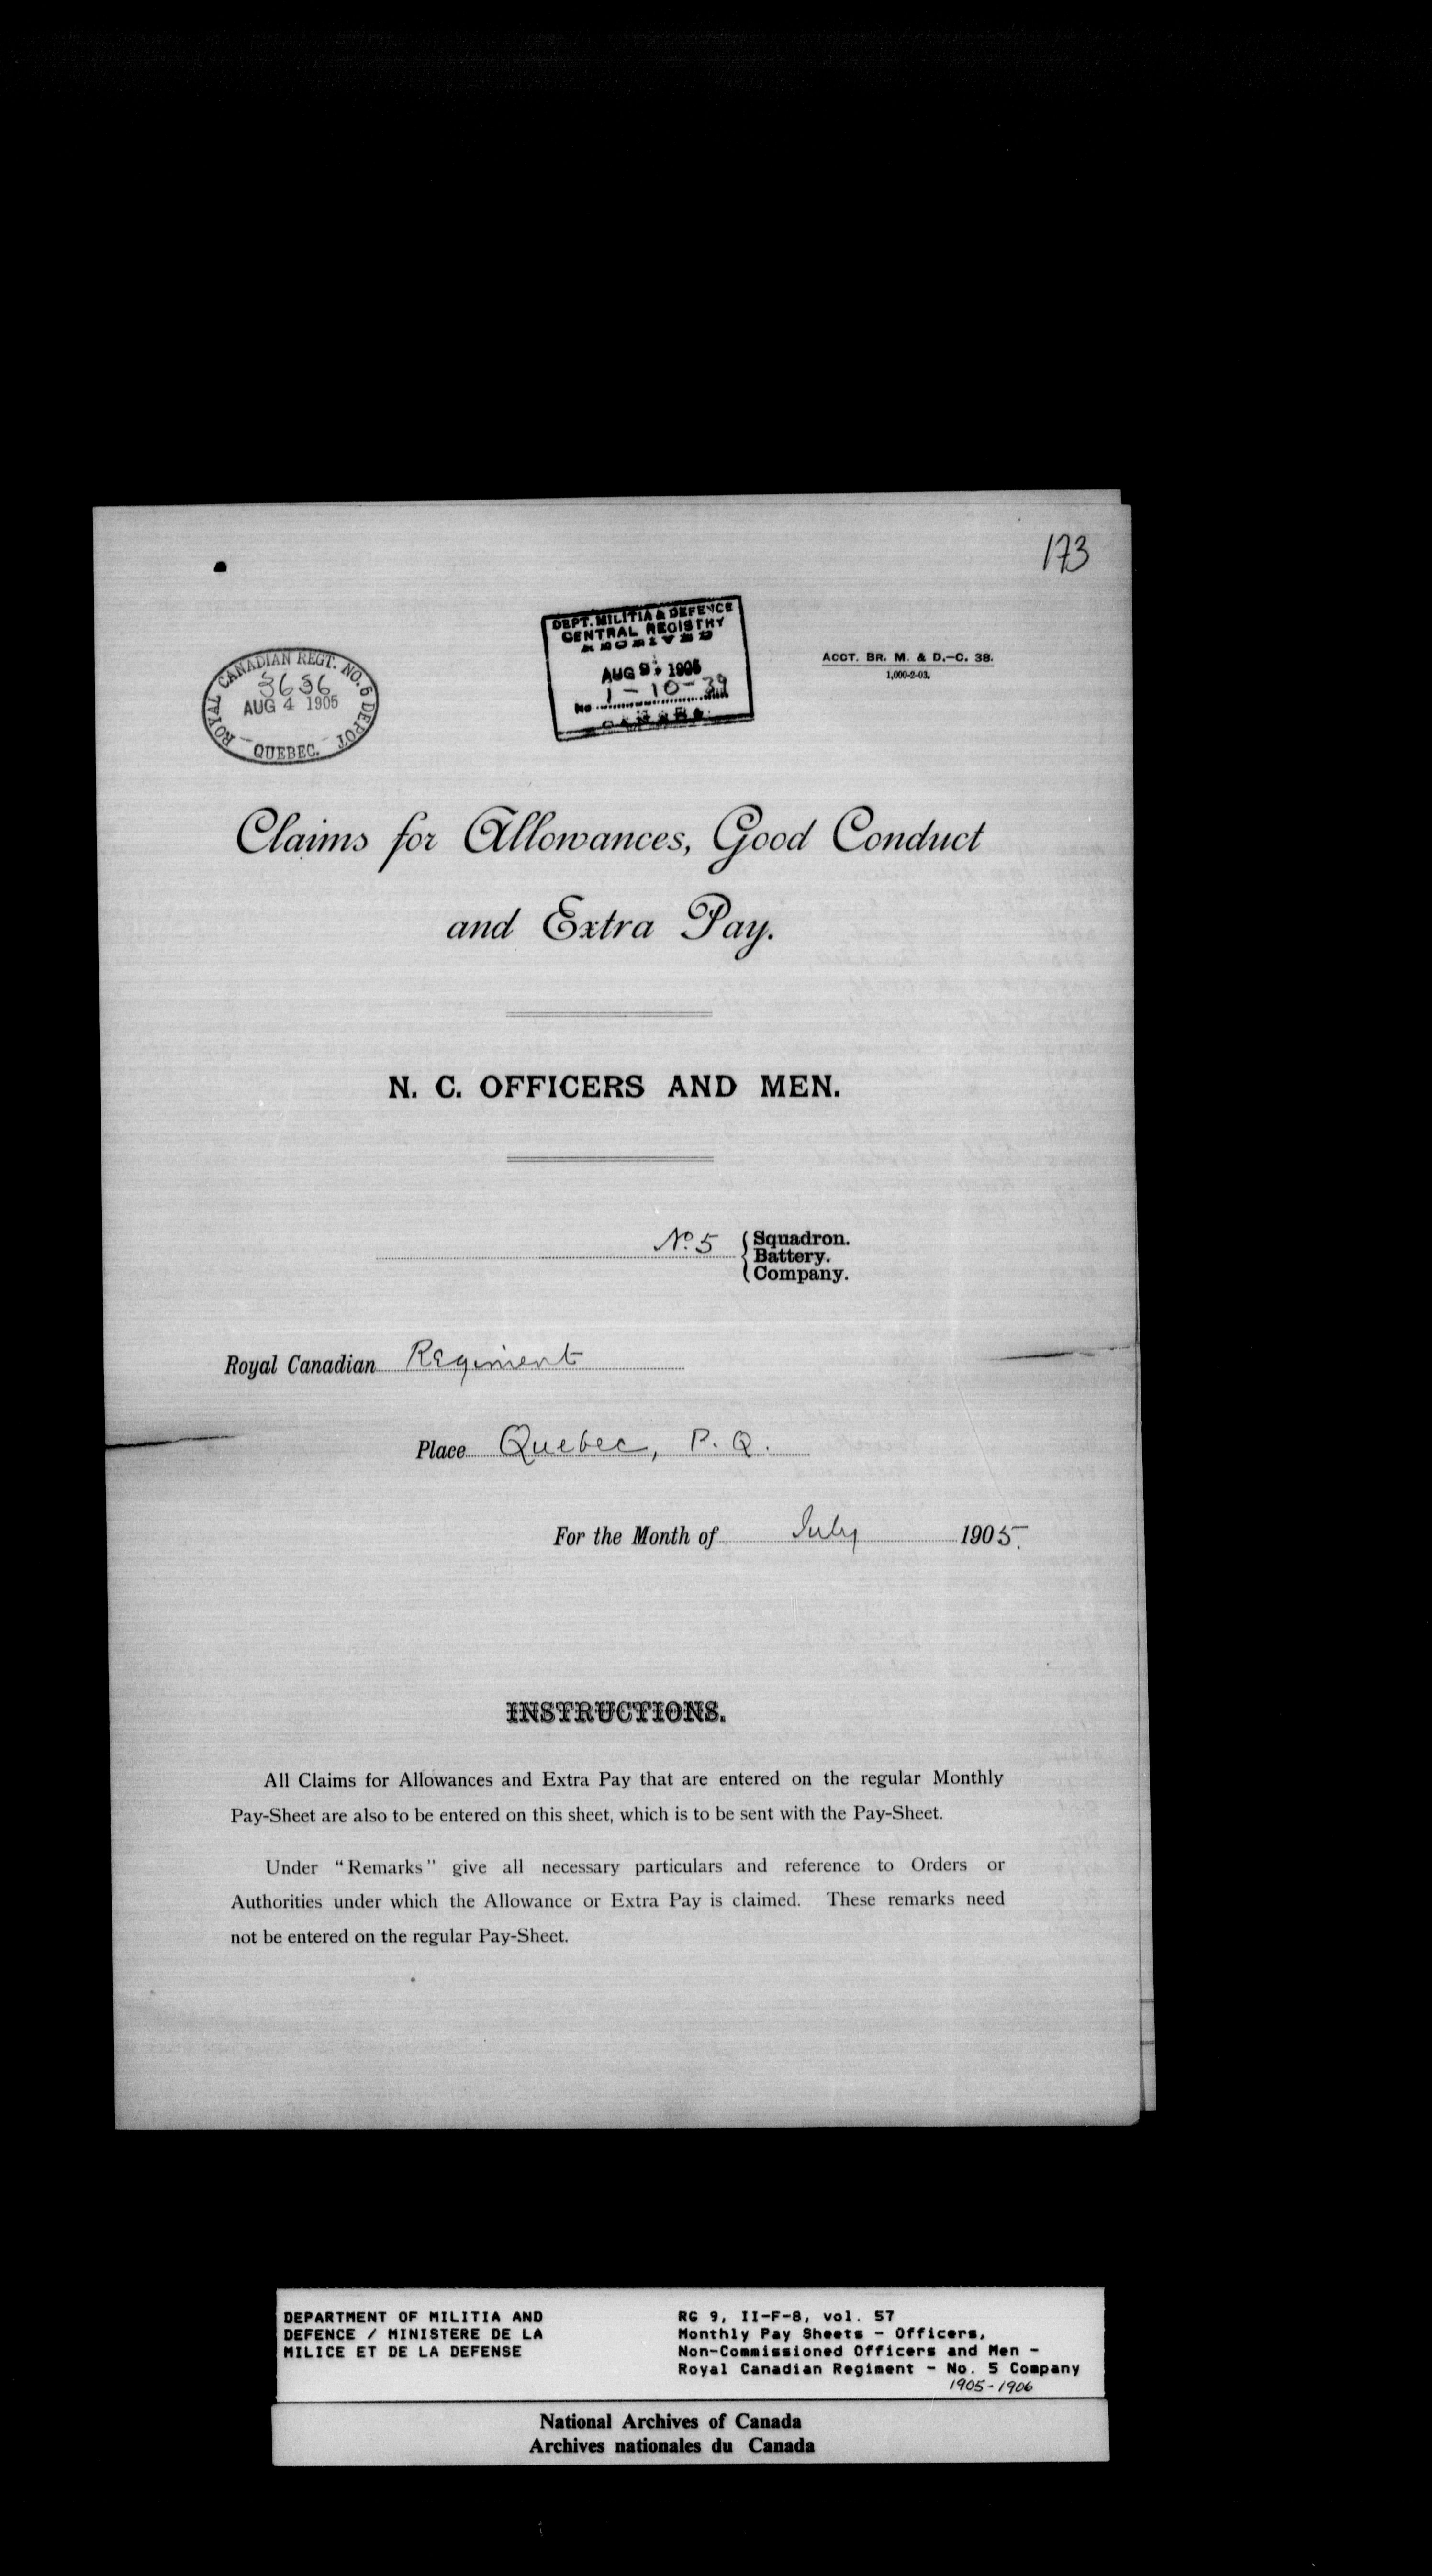 173
DEPT. MILITIA & DEFENCE
CENTRAL REGISTRY
RECEIVED
AUG 9 1905
No 1-10-39
CANADA
ROYAL CANADIAN REGT. NO. 5 DEPOT
3636
AUG 4 1905
QUEBEC.
ACCT. BR. M. & D.-C. 38.
1,000-2-03.
Claims for Allowances, Good Conduct
and Extra Pay.
N. C. OFFICERS AND MEN.
No. 5 Squadron.
Battery.
Company.
Royal Canadian Regiment
Place Quebec, P. Q.
For the Month of July 1905.
INSTRUCTIONS.
All Claims for Allowances and Extra Pay that are entered on the regular Monthly
Pay-Sheet are also to be entered on this sheet, which is to be sent with the Pay-Sheet.
Under "Remarks" give all necessary particulars and reference to Orders or
Authorities under which the Allowance or Extra Pay is claimed. These remarks need
not be entered on the regular Pay-Sheet.
DEPARTMENT OF MILITIA AND
DEFENCE / MINISTERE DE LA
MILICE ET DE LA DEFENSE
RG 9, II-F-8, vol. 57
Monthly Pay Sheets - Officers,
Non-Commissioned Officers and Men -
Royal Canadian Regiment - No. 5 Company
1905-1906
National Archives of Canada
Archives nationales du Canada